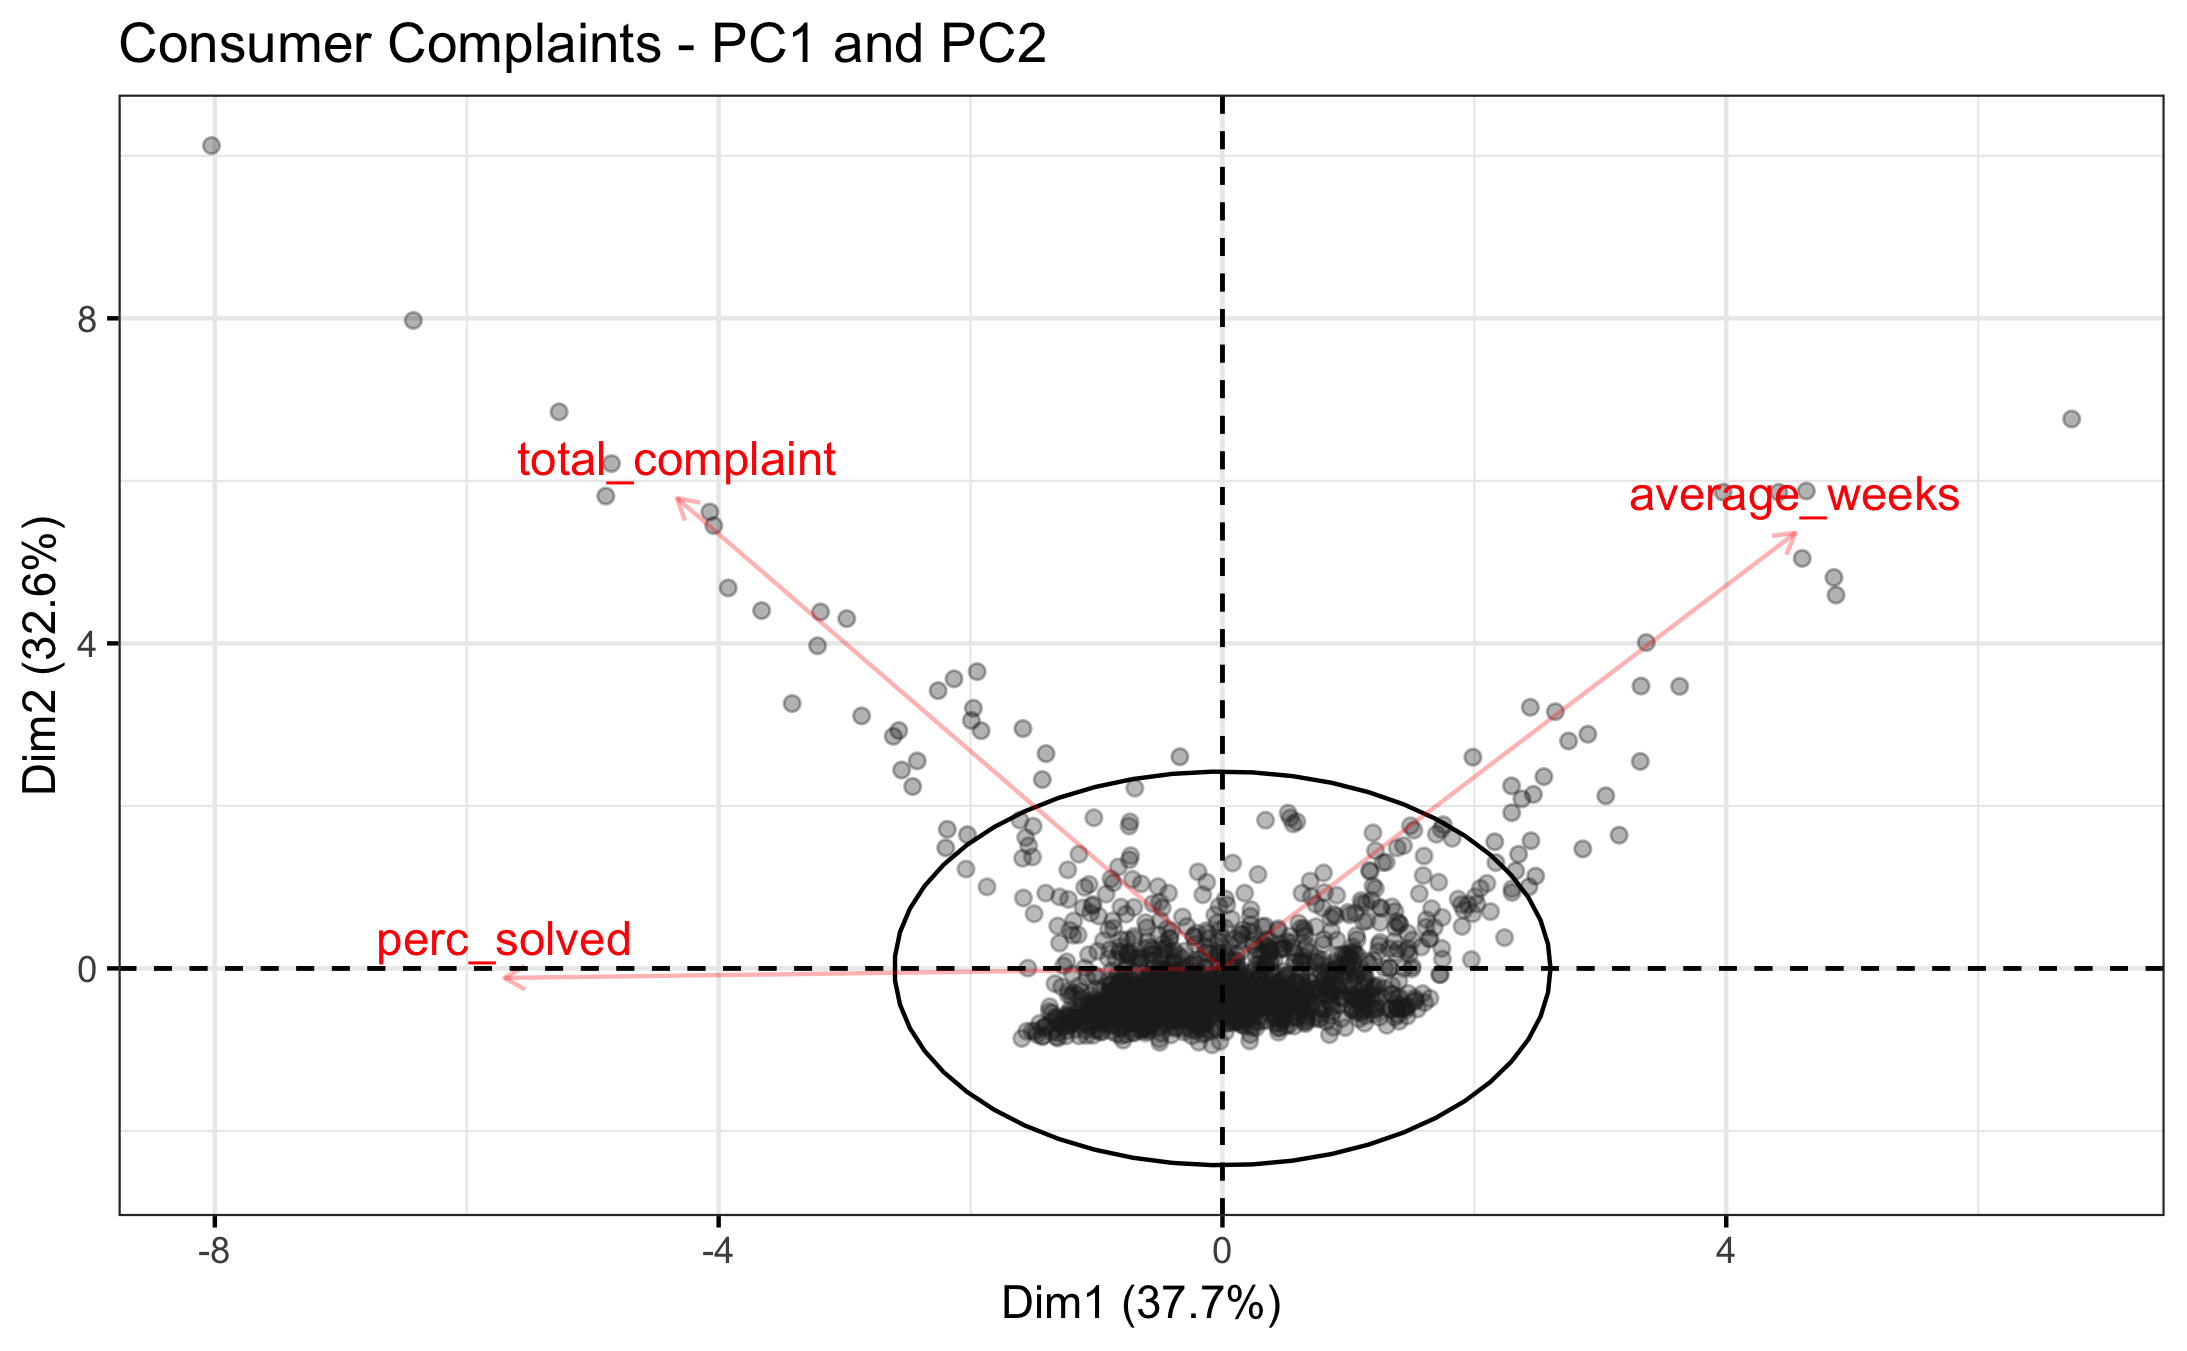 Consumer Complaints - PC1 and PC2
total_complaint
average_weeks
perc_solved
8
4
0
-8
-4
0
4
Dim1 (37.7%)
Dim2 (32.6%)